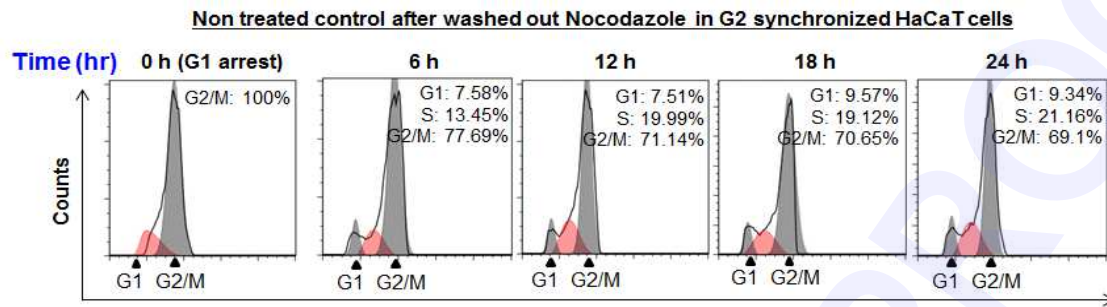 Non treated control after washed out Nocodazole in G2 synchronized HaCaT cells
Time (hr) 0 h (G1 arrest) 6 h 12 h 18 h 24 h
Counts
G2/M: 100%
G1 G2/M
G1: 7.58%
S: 13.45%
G2/M: 77.69%
G1 G2/M
G1: 7.51%
S: 19.99%
G2/M: 71.14%
G1 G2/M
G1: 9.57%
S: 19.12%
G2/M: 70.65%
G1 G2/M
G1: 9.34%
S: 21.16%
G2/M: 69.1%
G1 G2/M